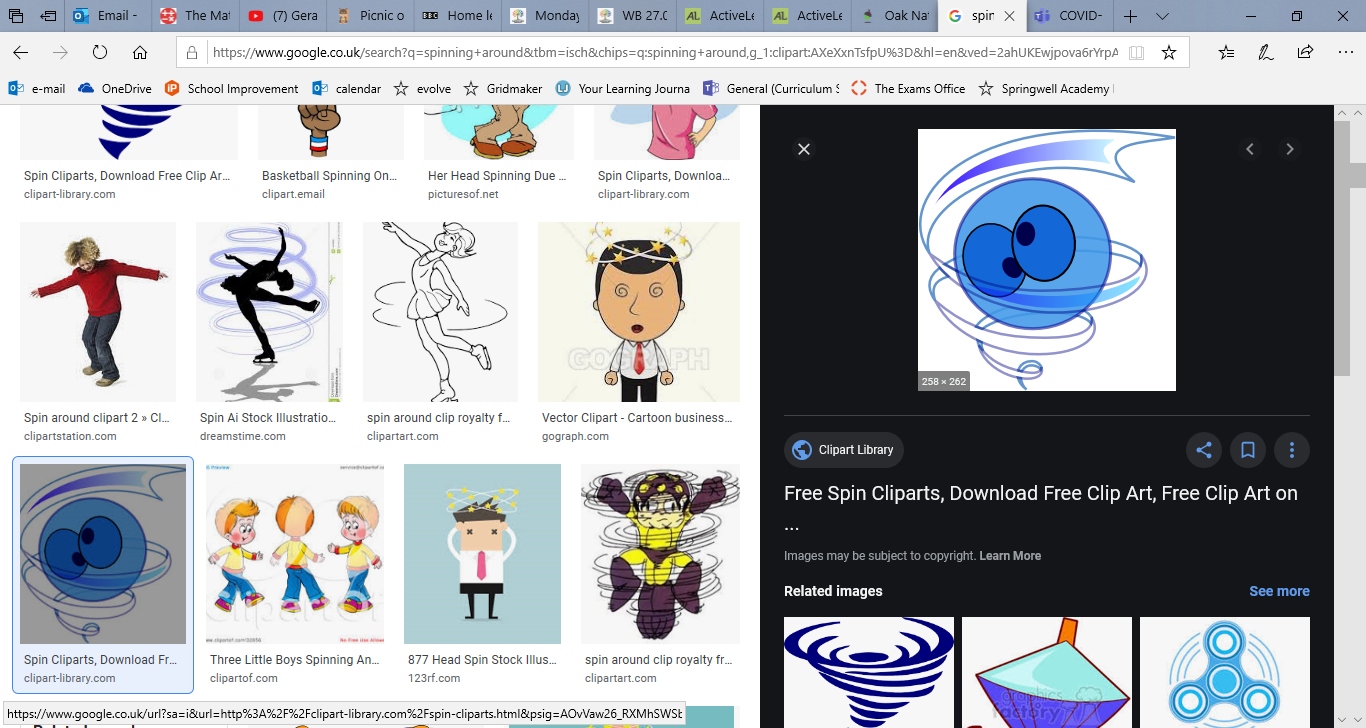 Email -
The Mat
(7) Gera
Picnic o
BBC Home le
Monday
WB 27.0
AL ActiveLe
AL ActiveLe
Oak Nat
spin
COVID-
https://www.google.co.uk/search?q=spinning+around&tbm=isch&chips=q:spinning+around,g_1:clipart:AXeXxnTsfpU%3D&hl=en&ved=2ahUKEwjpova6rYrpA
e-mail
OneDrive
School Improvement
calendar
evolve
Gridmaker
Your Learning Journa
General (Curriculum S
The Exams Office
Springwell Academy
Spin Cliparts, Download Free Clip Ar...
clipart-library.com
Basketball Spinning On...
clipart.email
Her Head Spinning Due ...
picturesof.net
Spin Cliparts, Downloa...
clipart-library.com
GOGRAPH
Spin around clipart 2 » Cl...
clipartstation.com
Spin Ai Stock Illustratio...
dreamstime.com
spin around clip royalty f...
clipartart.com
Vector Clipart - Cartoon business...
gograph.com
Spin Cliparts, Download Fr...
clipart-library.com
Three Little Boys Spinning An...
clipartof.com
877 Head Spin Stock Illus...
123rf.com
spin around clip royalty fr...
clipartart.com
https://www.google.co.uk/url?sa=i&url=http%3A%2F%2Fclipart-library.com%2Fspin-cliparts.html&psig=AOvVaw26_RXMhSWSt
258 × 262
Clipart Library
Free Spin Cliparts, Download Free Clip Art, Free Clip Art on
...
Images may be subject to copyright. Learn More
Related images
See more
graphics
factory